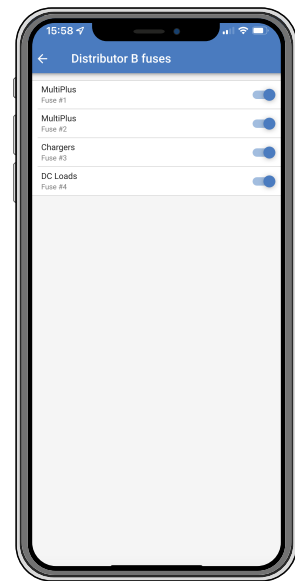 15:58
Distributor B fuses
MultiPlus
Fuse #1
MultiPlus
Fuse #2
Chargers
Fuse #3
DC Loads
Fuse #4